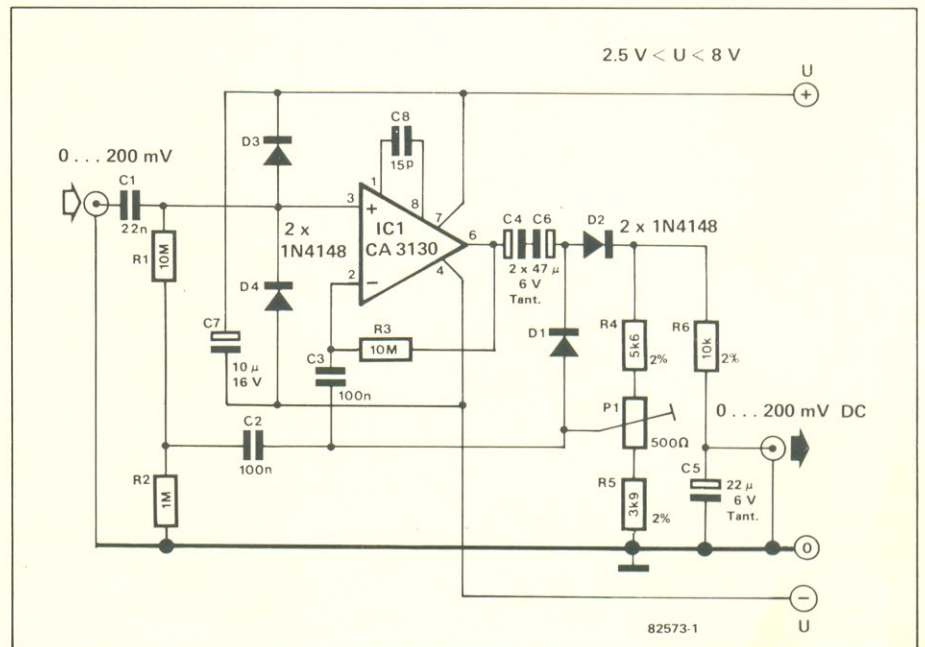 2.5 V < U < 8 V
U
+
D3
C8
15p
0 . . . 200 mV
C1
22n
1
8
3
+
7
IC1
CA 3130
6
2 x
1N4148
R1
10M
2
−
4
C4 C6
2 x 47 µ
6 V
Tant.
D2
2 x 1N4148
D4
C7
10 µ
16 V
R3
10M
C3
100n
D1
R4
5k6
2%
R6
10k
2%
P1
500Ω
0 . . . 200 mV DC
C2
100n
R2
1M
R5
3k9
2%
C5
22 µ
6 V
Tant.
0
−
U
82573-1